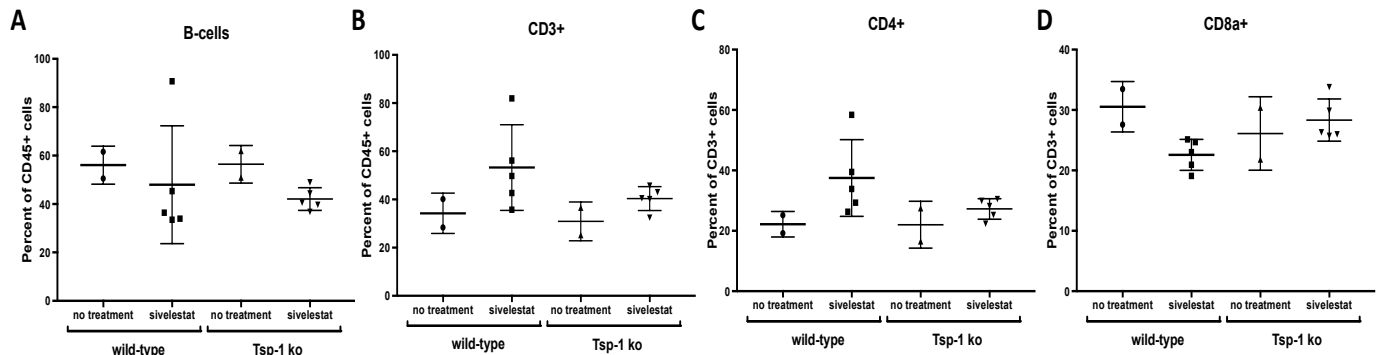 A
B-cells
Percent of CD45+ cells
100
80
60
40
20
0
no treatment sivelestat no treatment sivelestat
wild-type Tsp-1 ko
B
CD3+
Percent of CD45+ cells
100
80
60
40
20
0
no treatment sivelestat no treatment sivelestat
wild-type Tsp-1 ko
C
CD4+
Percent of CD3+ cells
80
60
40
20
0
no treatment sivelestat no treatment sivelestat
wild-type Tsp-1 ko
D
CD8a+
Percent of CD3+ cells
40
30
20
10
0
no treatment sivelestat no treatment sivelestat
wild-type Tsp-1 ko